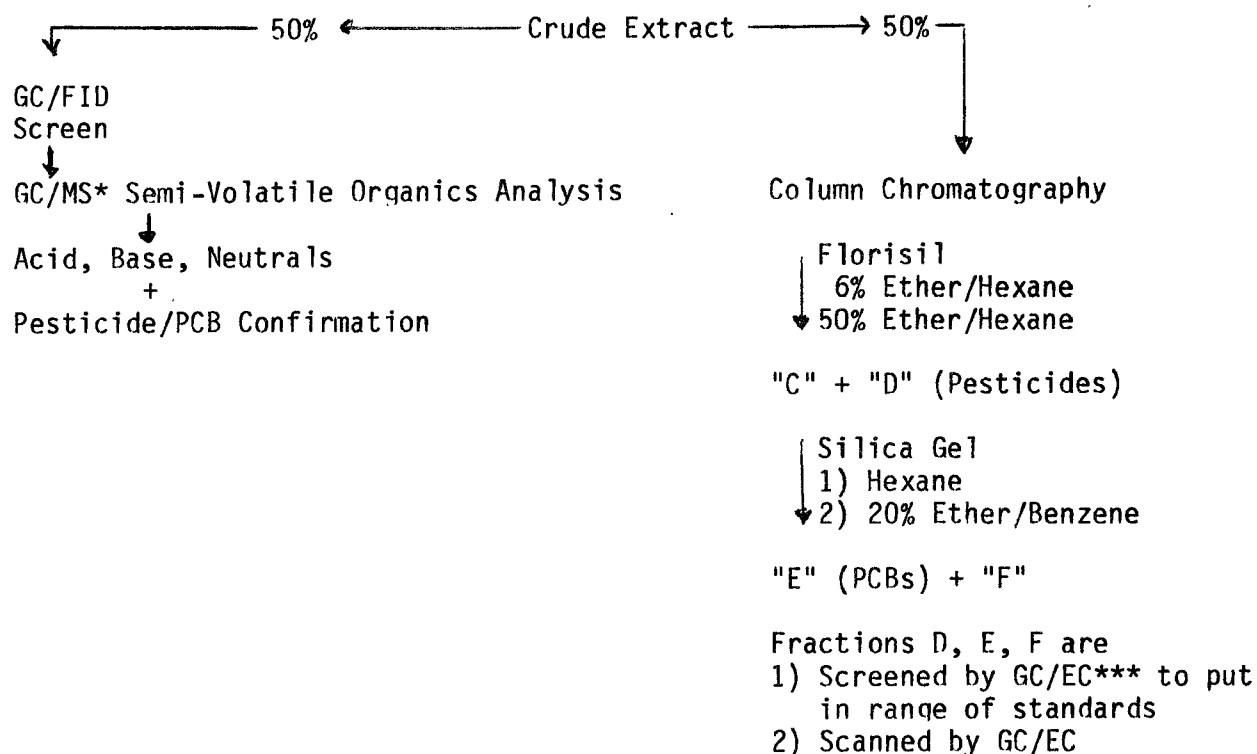 50% Crude Extract 50%
GC/FID
Screen
GC/MS* Semi-Volatile Organics Analysis
Acid, Base, Neutrals
+
Pesticide/PCB Confirmation
Column Chromatography
Florisil
6% Ether/Hexane
50% Ether/Hexane
"C" + "D" (Pesticides)
Silica Gel
1) Hexane
2) 20% Ether/Benzene
"E" (PCBs) + "F"
Fractions D, E, F are
1) Screened by GC/EC*** to put
in range of standards
2) Scanned by GC/EC